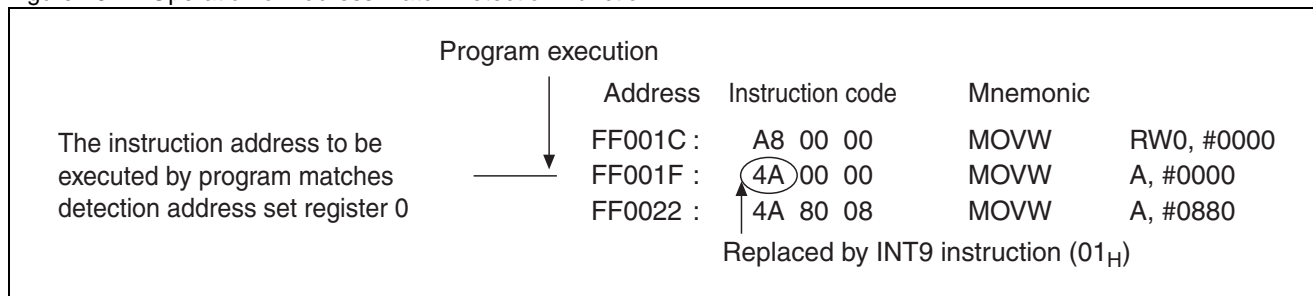 Program execution
Address Instruction code Mnemonic
The instruction address to be
executed by program matches
detection address set register 0
FF001C : A8 00 00 MOVW RW0, #0000
FF001F : 4A 00 00 MOVW A, #0000
FF0022 : 4A 80 08 MOVW A, #0880
Replaced by INT9 instruction (01H)